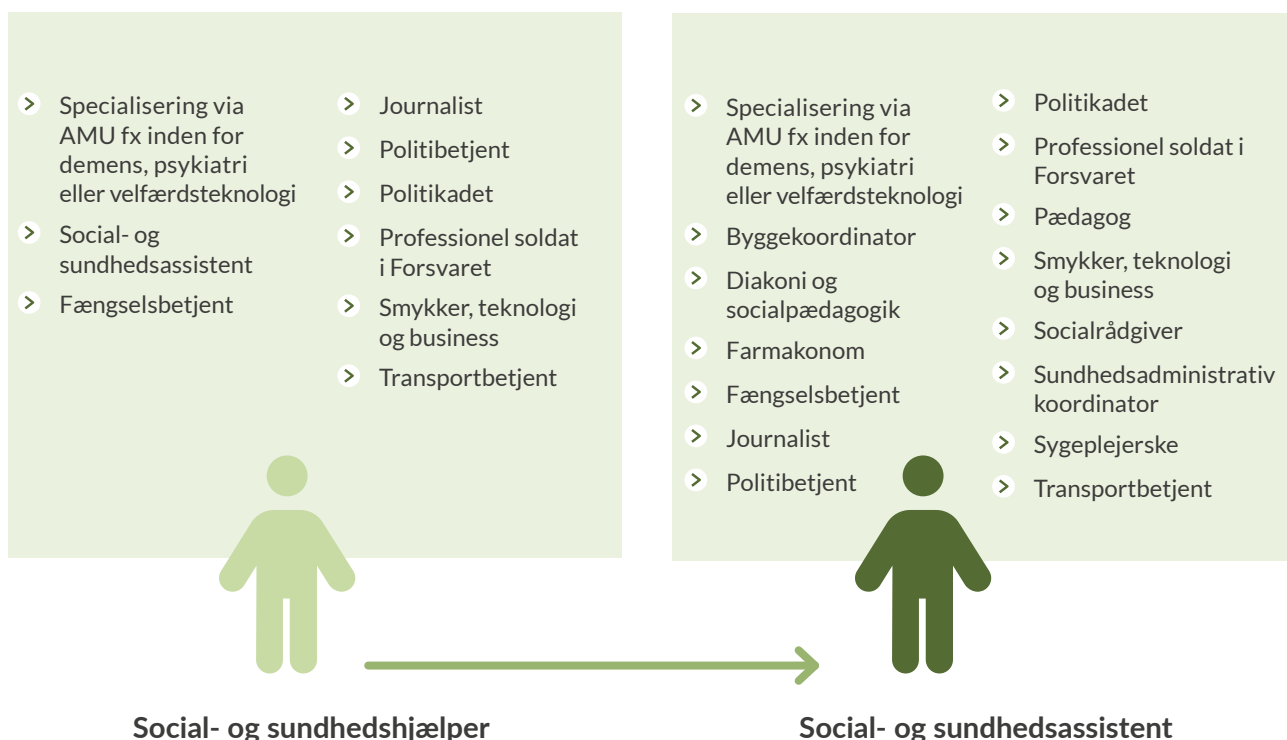 Specialisering via
AMU fx inden for
demens, psykiatri
eller velfærdsteknologi
Social- og
sundhedsassistent
Fængselsbetjent
Journalist
Politibetjent
Politikadet
Professionel soldat
i Forsvaret
Smykker, teknologi
og business
Transportbetjent
Specialisering via
AMU fx inden for
demens, psykiatri
eller velfærdsteknologi
Byggekoordinator
Diakoni og
socialpædagogik
Farmakonom
Fængselsbetjent
Journalist
Politibetjent
Politikadet
Professionel soldat i
Forsvaret
Pædagog
Smykker, teknologi
og business
Socialrådgiver
Sundhedsadministrativ
koordinator
Sygeplejerske
Transportbetjent
Social- og sundhedshjælper
Social- og sundhedsassistent